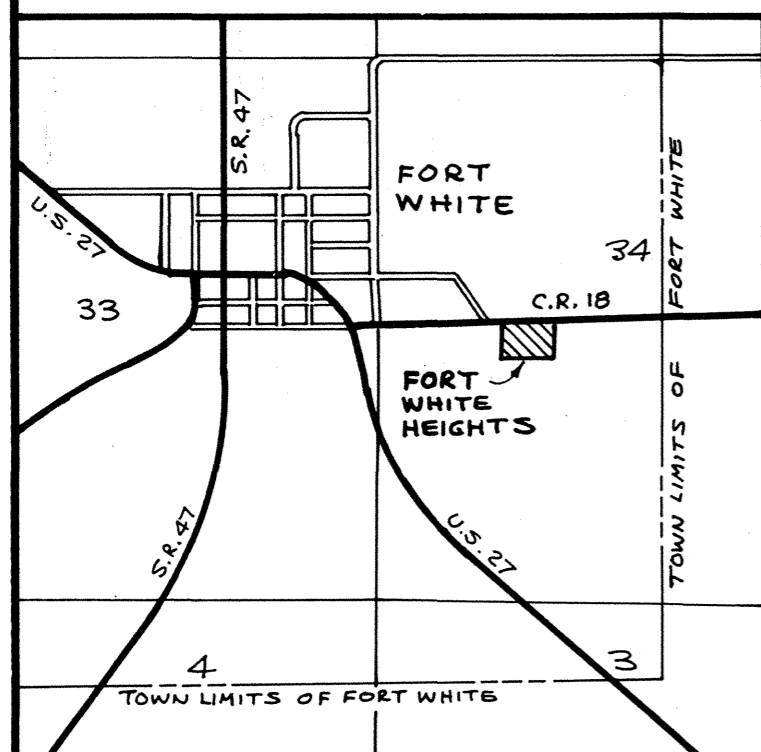 S.R. 47
FORT
WHITE
U.S. 27
34
FORT WHITE
33
C.R. 18
FORT
WHITE
HEIGHTS
TOWN LIMITS OF
S.R. 47
U.S. 27
4
3
TOWN LIMITS OF FORT WHITE